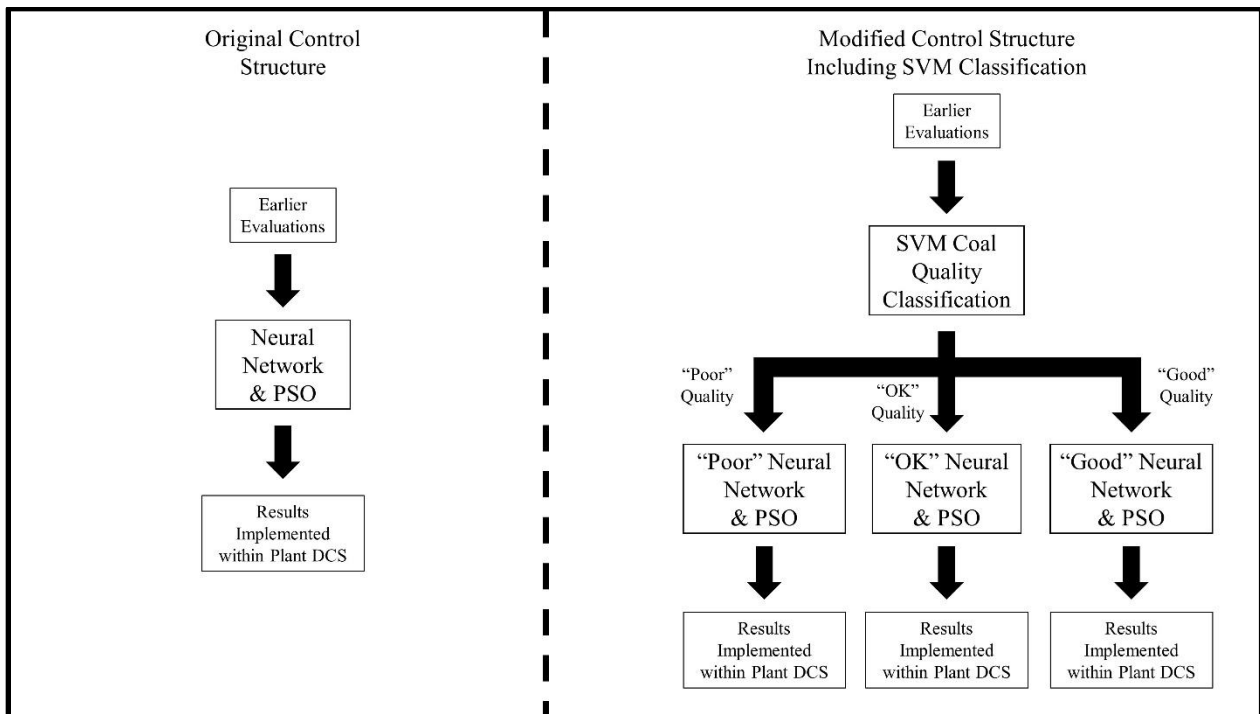 Original Control
Structure
Earlier
Evaluations
Neural
Network
& PSO
Results
Implemented
within Plant DCS
Modified Control Structure
Including SVM Classification
Earlier
Evaluations
SVM Coal
Quality
Classification
“Poor”
Quality
“OK”
Quality
“Good”
Quality
“Poor” Neural
Network
& PSO
“OK” Neural
Network
& PSO
“Good” Neural
Network
& PSO
Results
Implemented
within Plant DCS
Results
Implemented
within Plant DCS
Results
Implemented
within Plant DCS